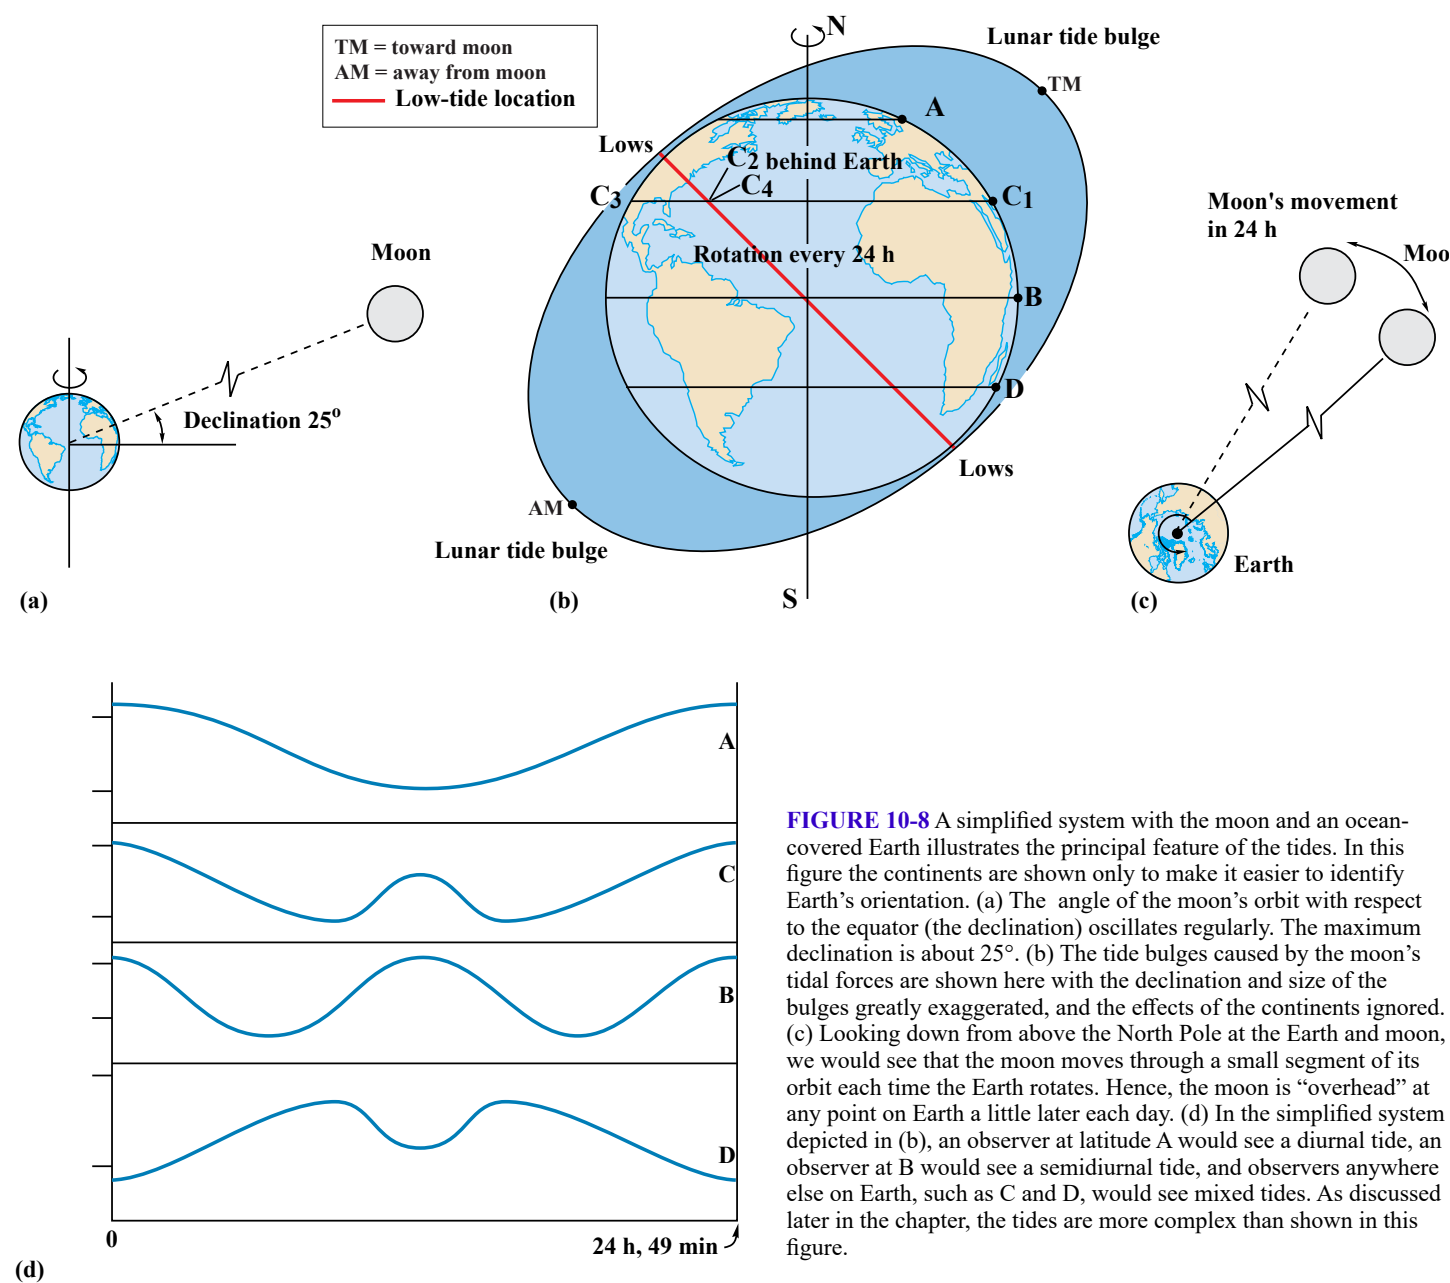 TM = toward moon
AM = away from moon
Low-tide location
N
Lunar tide bulge
TM
A
Lows
C2 behind Earth
C4
C3
C1
Rotation every 24 h
B
D
Lows
AM
Lunar tide bulge
S
(b)
Moon
Declination 25°
(a)
Moon's movement
in 24 h
Moo
Earth
(c)
A
C
B
D
0
24 h, 49 min
(d)
FIGURE 10-8 A simplified system with the moon and an ocean-
covered Earth illustrates the principal feature of the tides. In this
figure the continents are shown only to make it easier to identify
Earth’s orientation. (a) The angle of the moon’s orbit with respect
to the equator (the declination) oscillates regularly. The maximum
declination is about 25°. (b) The tide bulges caused by the moon’s
tidal forces are shown here with the declination and size of the
bulges greatly exaggerated, and the effects of the continents ignored.
(c) Looking down from above the North Pole at the Earth and moon,
we would see that the moon moves through a small segment of its
orbit each time the Earth rotates. Hence, the moon is “overhead” at
any point on Earth a little later each day. (d) In the simplified system
depicted in (b), an observer at latitude A would see a diurnal tide, an
observer at B would see a semidiurnal tide, and observers anywhere
else on Earth, such as C and D, would see mixed tides. As discussed
later in the chapter, the tides are more complex than shown in this
figure.